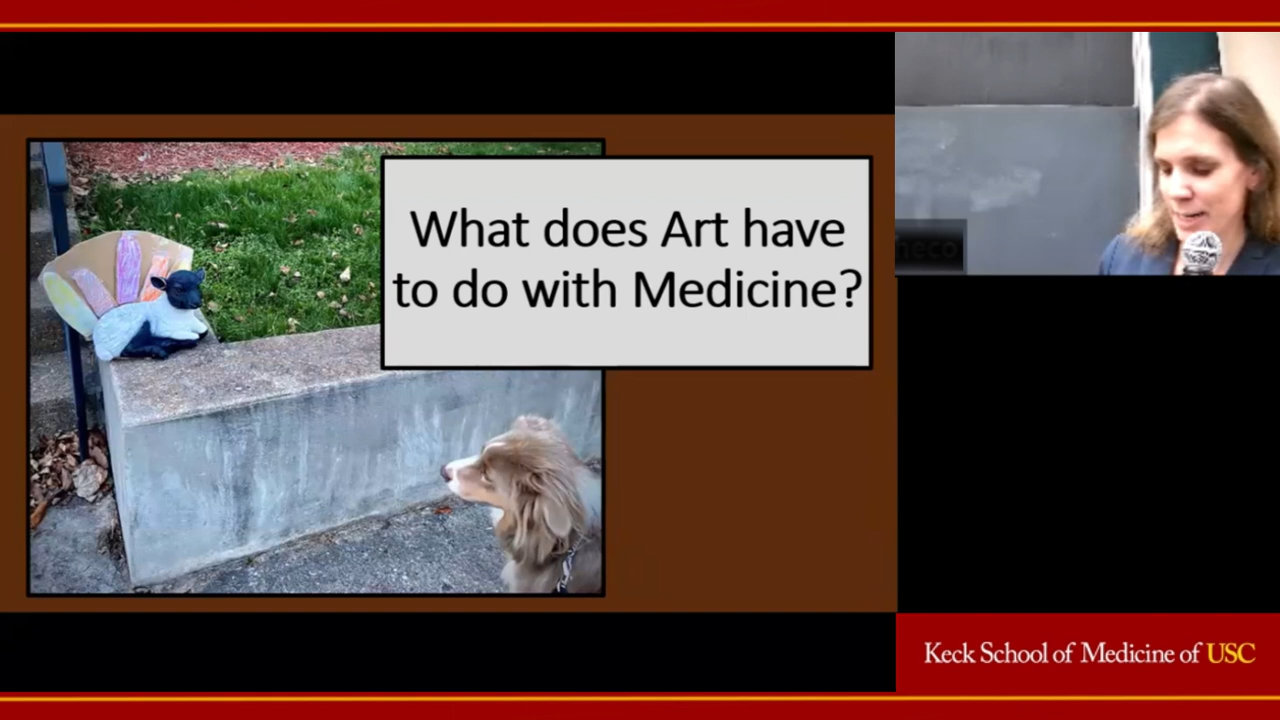 What does Art have
to do with Medicine?
Keck School of Medicine of USC